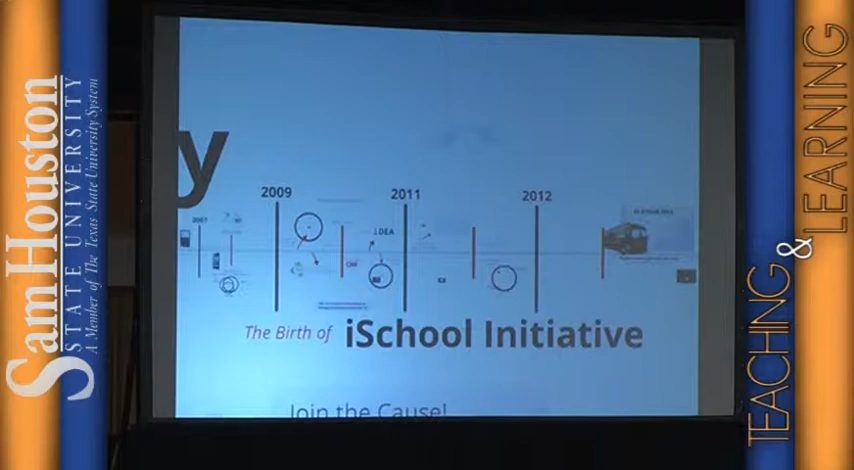 Sam Houston
STATE UNIVERSITY
A Member of The Texas State University System
y
2007
2009
2011
2012
IDEA
The Birth of iSchool Initiative
Join the Cause!
TEACHING & LEARNING